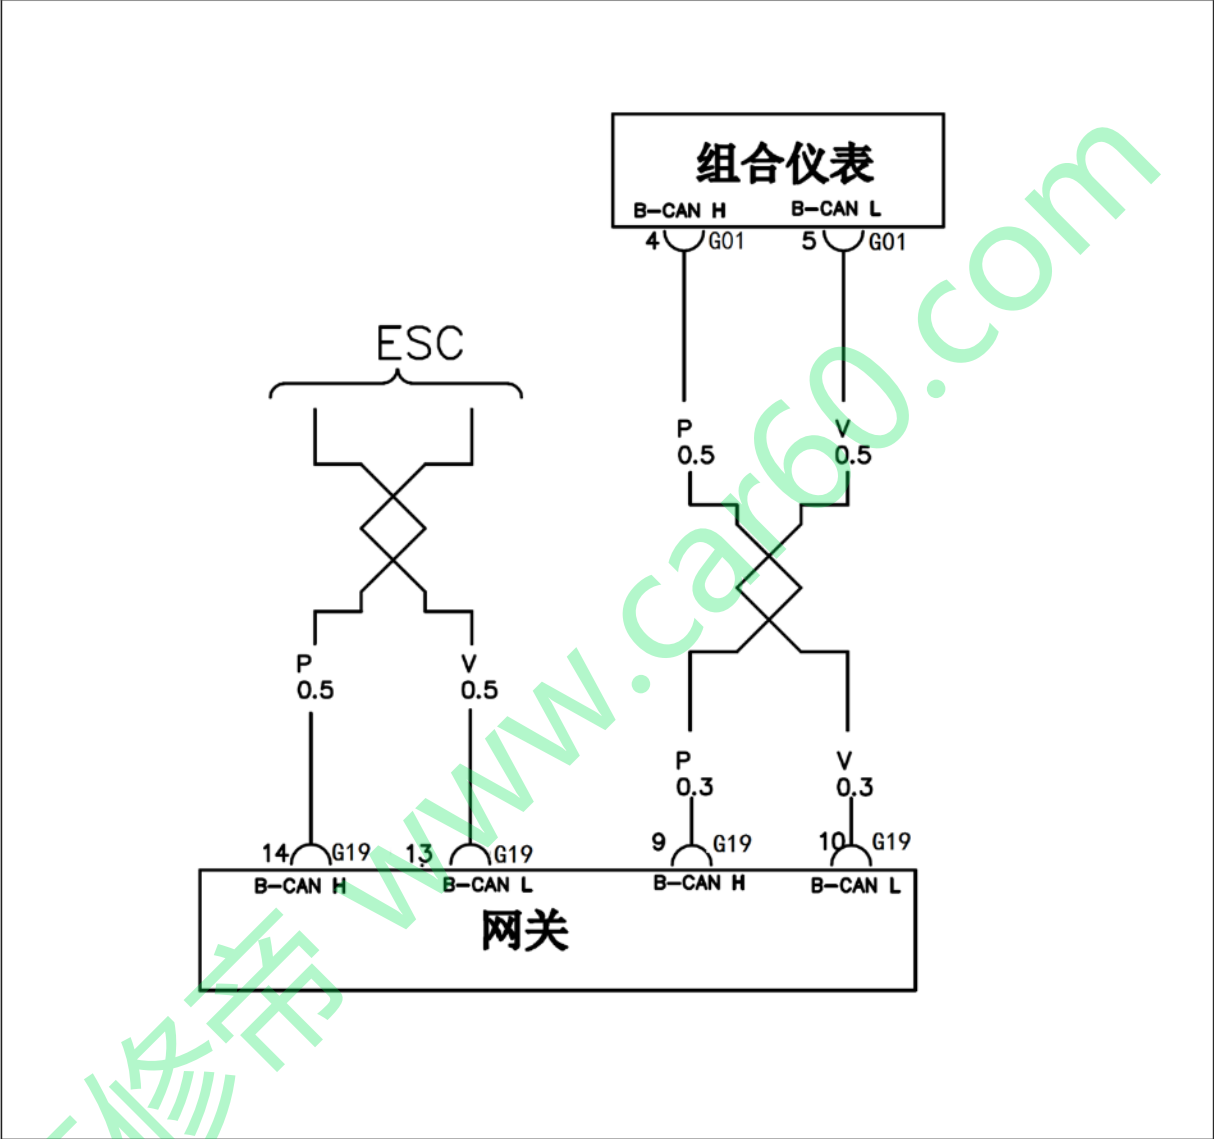 组合仪表
B-CAN H B-CAN L
4 G01 5 G01
ESC
P V
0.5 0.5
P V
0.5 0.5
P V
0.3 0.3
14 G19 13 G19 9 G19 10 G19
B-CAN H B-CAN L B-CAN H B-CAN L
网关
修帝 www.car60.com